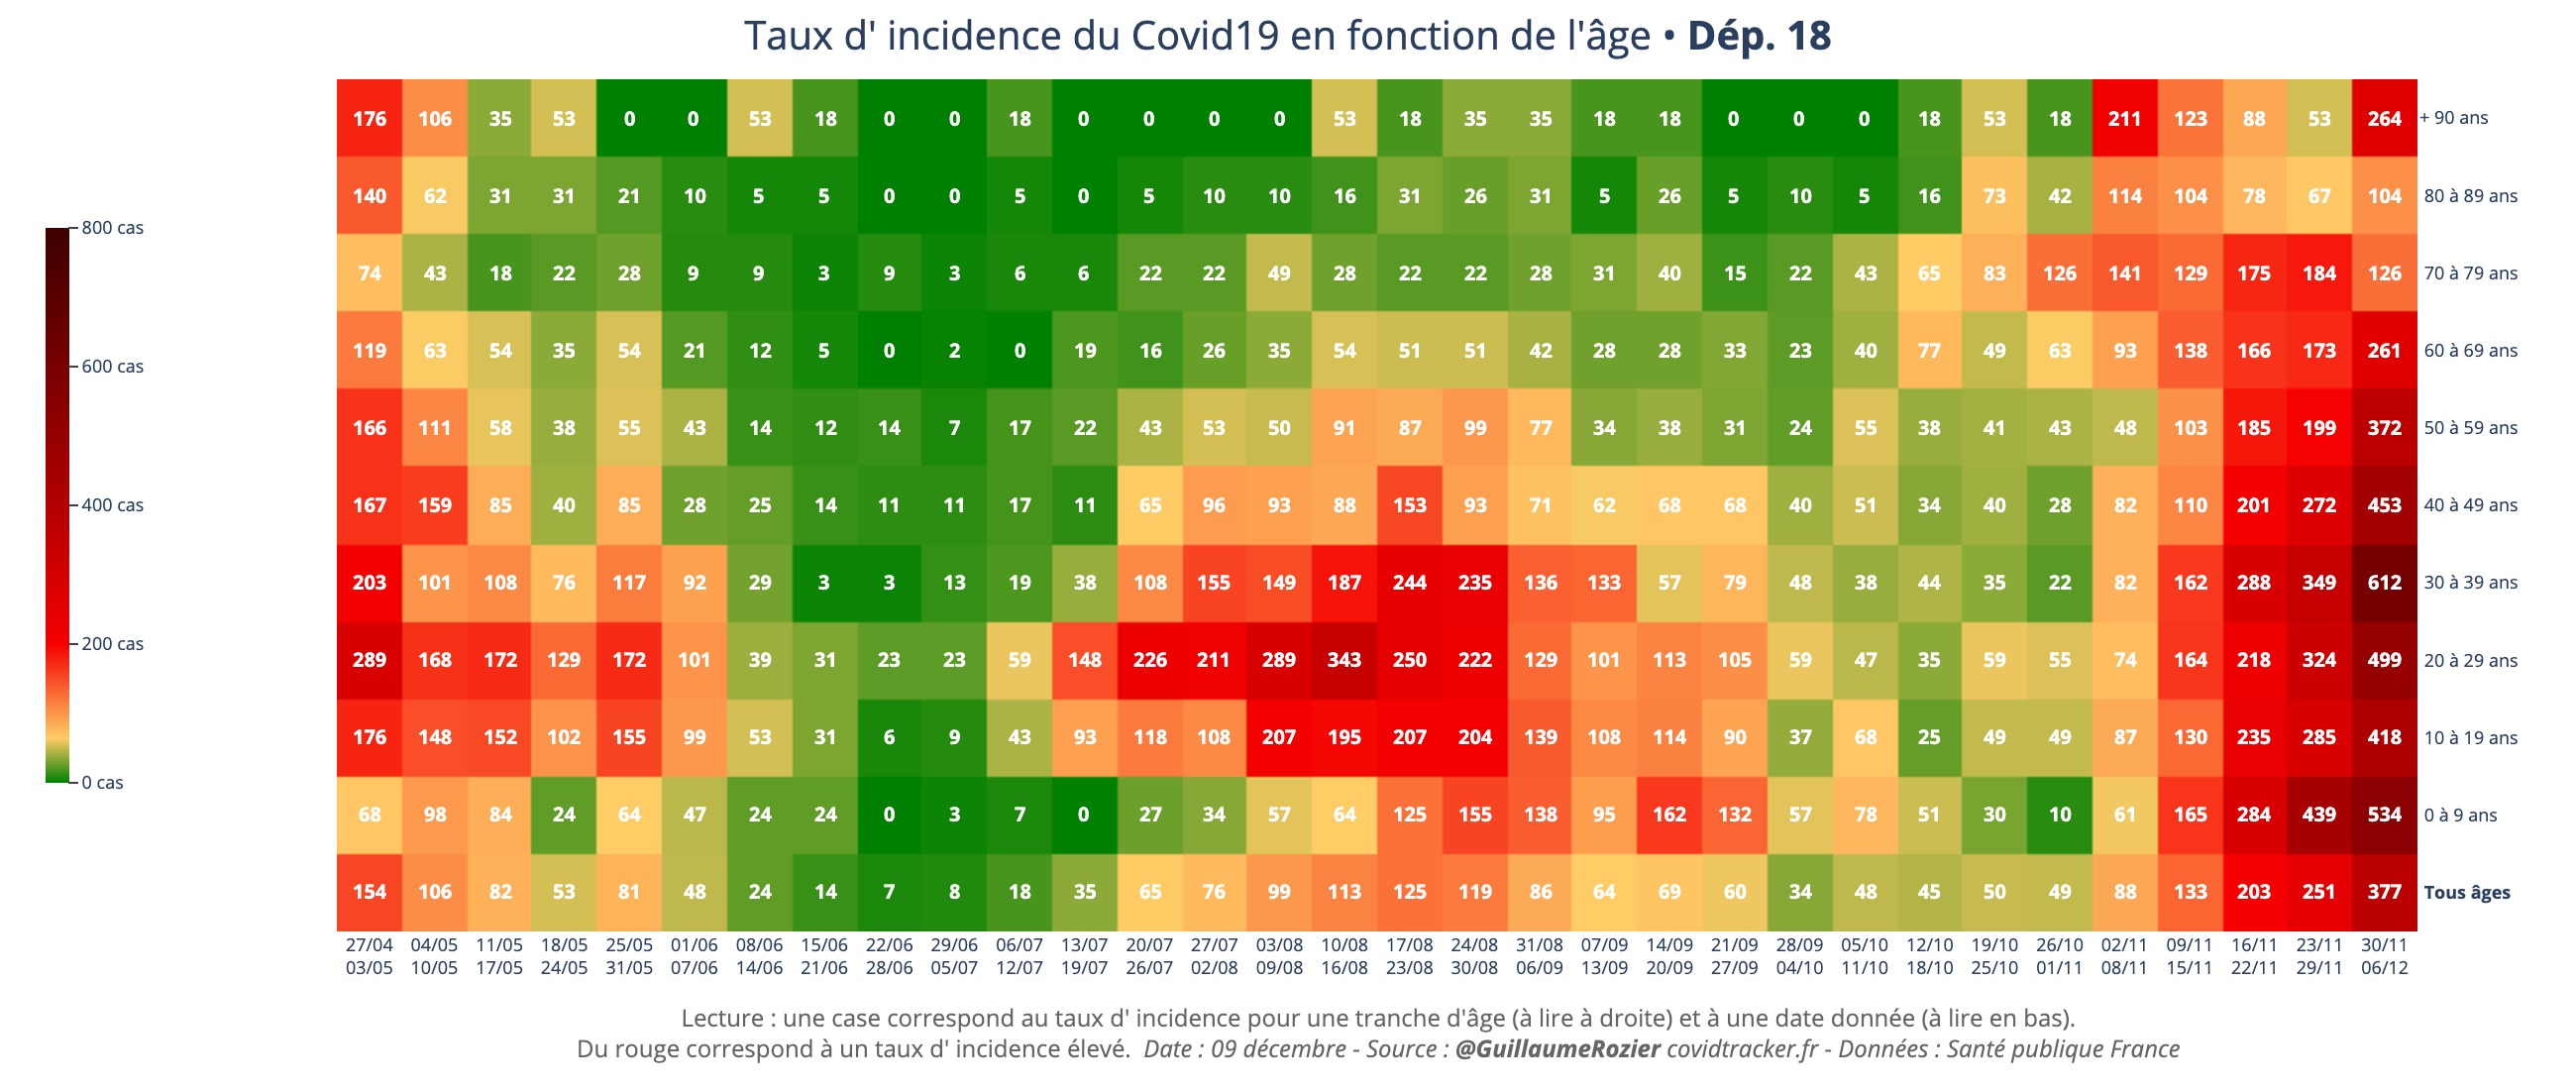 Taux d' incidence du Covid19 en fonction de l'âge • Dép. 18
176 106 35 53 0 0 53 18 0 0 18 0 0 0 0 53 18 35 35 18 18 0 0 0 18 53 18 211 123 88 53 264 + 90 ans
140 62 31 31 21 10 5 5 0 0 5 0 5 10 10 16 31 26 31 5 26 5 10 5 16 73 42 114 104 78 67 104 80 à 89 ans
800 cas
74 43 18 22 28 9 9 3 9 3 6 6 22 22 49 28 22 22 28 31 40 15 22 43 65 83 126 141 129 175 184 126 70 à 79 ans
119 63 54 35 54 21 12 5 0 2 0 19 16 26 35 54 51 51 42 28 28 33 23 40 77 49 63 93 138 166 173 261 60 à 69 ans
600 cas
166 111 58 38 55 43 14 12 14 7 17 22 43 53 50 91 87 99 77 34 38 31 24 55 38 41 43 48 103 185 199 372 50 à 59 ans
400 cas
167 159 85 40 85 28 25 14 11 11 17 11 65 96 93 88 153 93 71 62 68 68 40 51 34 40 28 82 110 201 272 453 40 à 49 ans
203 101 108 76 117 92 29 3 3 13 19 38 108 155 149 187 244 235 136 133 57 79 48 38 44 35 22 82 162 288 349 612 30 à 39 ans
200 cas
289 168 172 129 172 101 39 31 23 23 59 148 226 211 289 343 250 222 129 101 113 105 59 47 35 59 55 74 164 218 324 499 20 à 29 ans
176 148 152 102 155 99 53 31 6 9 43 93 118 108 207 195 207 204 139 108 114 90 37 68 25 49 49 87 130 235 285 418 10 à 19 ans
0 cas
68 98 84 24 64 47 24 24 0 3 7 0 27 34 57 64 125 155 138 95 162 132 57 78 51 30 10 61 165 284 439 534 0 à 9 ans
154 106 82 53 81 48 24 14 7 8 18 35 65 76 99 113 125 119 86 64 69 60 34 48 45 50 49 88 133 203 251 377 Tous âges
27/04 04/05 11/05 18/05 25/05 01/06 08/06 15/06 22/06 29/06 06/07 13/07 20/07 27/07 03/08 10/08 17/08 24/08 31/08 07/09 14/09 21/09 28/09 05/10 12/10 19/10 26/10 02/11 09/11 16/11 23/11 30/11
03/05 10/05 17/05 24/05 31/05 07/06 14/06 21/06 28/06 05/07 12/07 19/07 26/07 02/08 09/08 16/08 23/08 30/08 06/09 13/09 20/09 27/09 04/10 11/10 18/10 25/10 01/11 08/11 15/11 22/11 29/11 06/12
Lecture : une case correspond au taux d' incidence pour une tranche d'âge (à lire à droite) et à une date donnée (à lire en bas).
Du rouge correspond à un taux d' incidence élevé. Date : 09 décembre - Source : @GuillaumeRozier covidtracker.fr - Données : Santé publique France